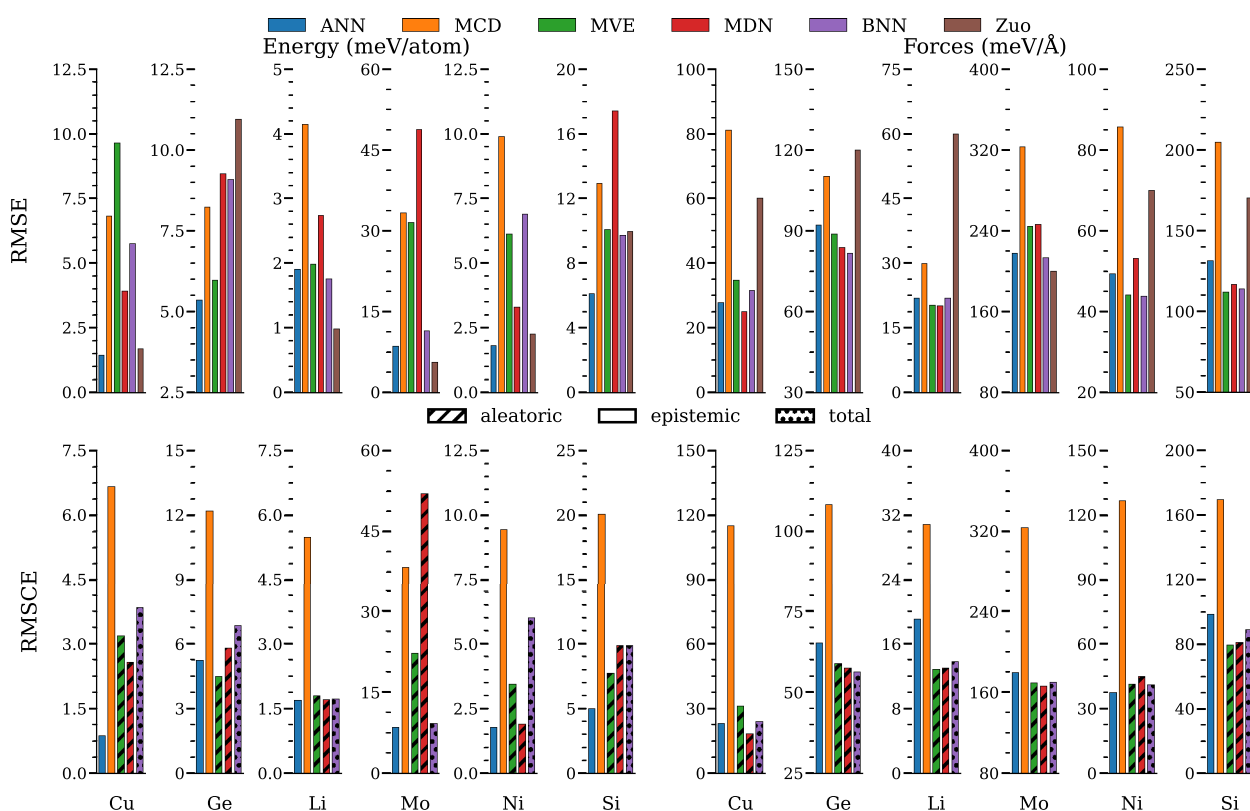 ANN MCD MVE MDN BNN Zuo
Energy (meV/atom) Forces (meV/Å)
RMSE
12.5 10.0 7.5 5.0 2.5 0.0
12.5 10.0 7.5 5.0 2.5
5 4 3 2 1 0
60 45 30 15 0
12.5 10.0 7.5 5.0 2.5 0.0
20 16 12 8 4 0
100 80 60 40 20 0
150 120 90 60 30
75 60 45 30 15 0
400 320 240 160 80
100 80 60 40 20
250 200 150 100 50
aleatoric epistemic total
RMSCE
7.5 6.0 4.5 3.0 1.5 0.0
15 12 9 6 3 0
7.5 6.0 4.5 3.0 1.5 0.0
60 45 30 15 0
12.5 10.0 7.5 5.0 2.5 0.0
25 20 15 10 5 0
150 120 90 60 30 0
125 100 75 50 25
40 32 24 16 8 0
400 320 240 160 80
150 120 90 60 30 0
200 160 120 80 40 0
Cu Ge Li Mo Ni Si Cu Ge Li Mo Ni Si